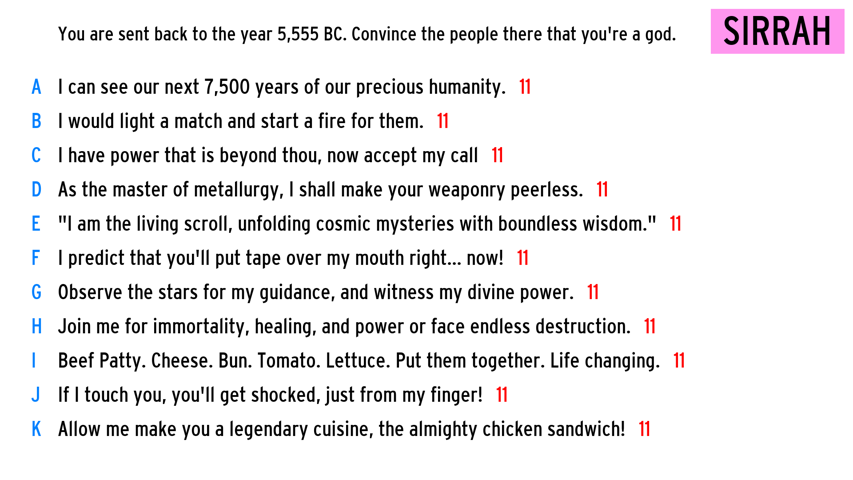 You are sent back to the year 5,555 BC. Convince the people there that you're a god.
SIRRAH
A I can see our next 7,500 years of our precious humanity. 11
B I would light a match and start a fire for them. 11
C I have power that is beyond thou, now accept my call 11
D As the master of metallurgy, I shall make your weaponry peerless. 11
E "I am the living scroll, unfolding cosmic mysteries with boundless wisdom." 11
F I predict that you'll put tape over my mouth right... now! 11
G Observe the stars for my guidance, and witness my divine power. 11
H Join me for immortality, healing, and power or face endless destruction. 11
I Beef Patty. Cheese. Bun. Tomato. Lettuce. Put them together. Life changing. 11
J If I touch you, you'll get shocked, just from my finger! 11
K Allow me make you a legendary cuisine, the almighty chicken sandwich! 11